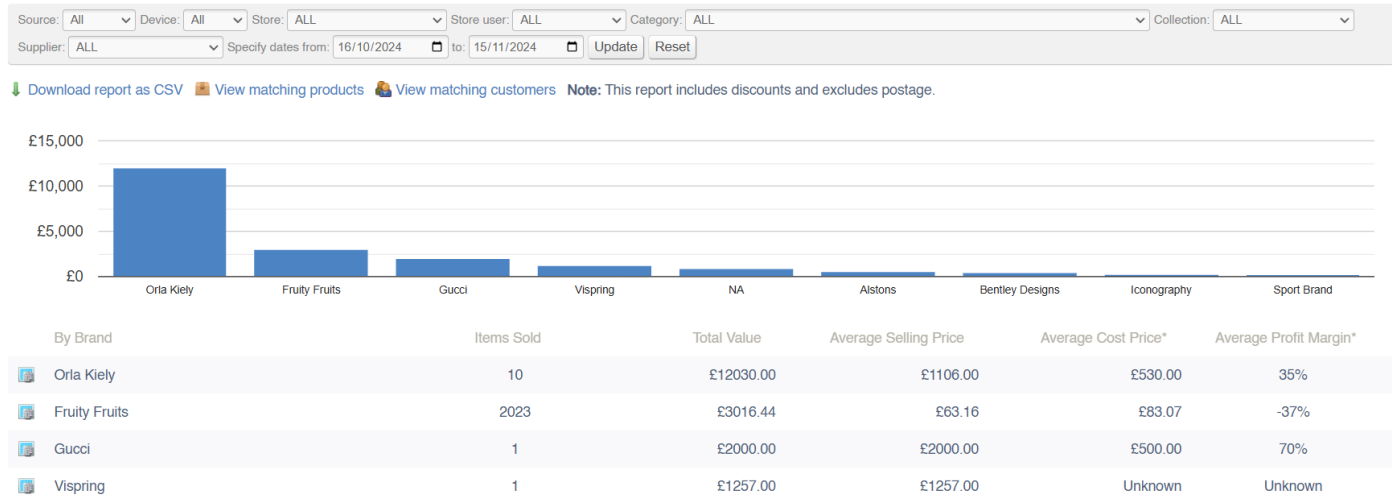 Source: All Device: All Store: ALL Store user: ALL Category: ALL Collection: ALL
Supplier: ALL Specify dates from: 16/10/2024 to: 15/11/2024 Update Reset
Download report as CSV View matching products View matching customers Note: This report includes discounts and excludes postage.
£15,000
£10,000
£5,000
£0
Orla Kiely Fruity Fruits Gucci Vispring NA Alstons Bentley Designs Iconography Sport Brand
By Brand Items Sold Total Value Average Selling Price Average Cost Price* Average Profit Margin*
Orla Kiely 10 £12030.00 £1106.00 £530.00 35%
Fruity Fruits 2023 £3016.44 £63.16 £83.07 -37%
Gucci 1 £2000.00 £2000.00 £500.00 70%
Vispring 1 £1257.00 £1257.00 Unknown Unknown